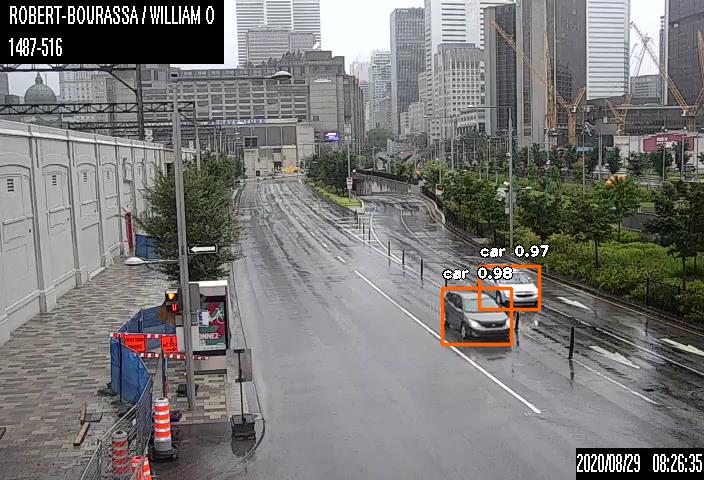 ROBERT-BOURASSA / WILLIAM O
1487-516
car 0.97
car 0.98
2020/08/29 08:26:35